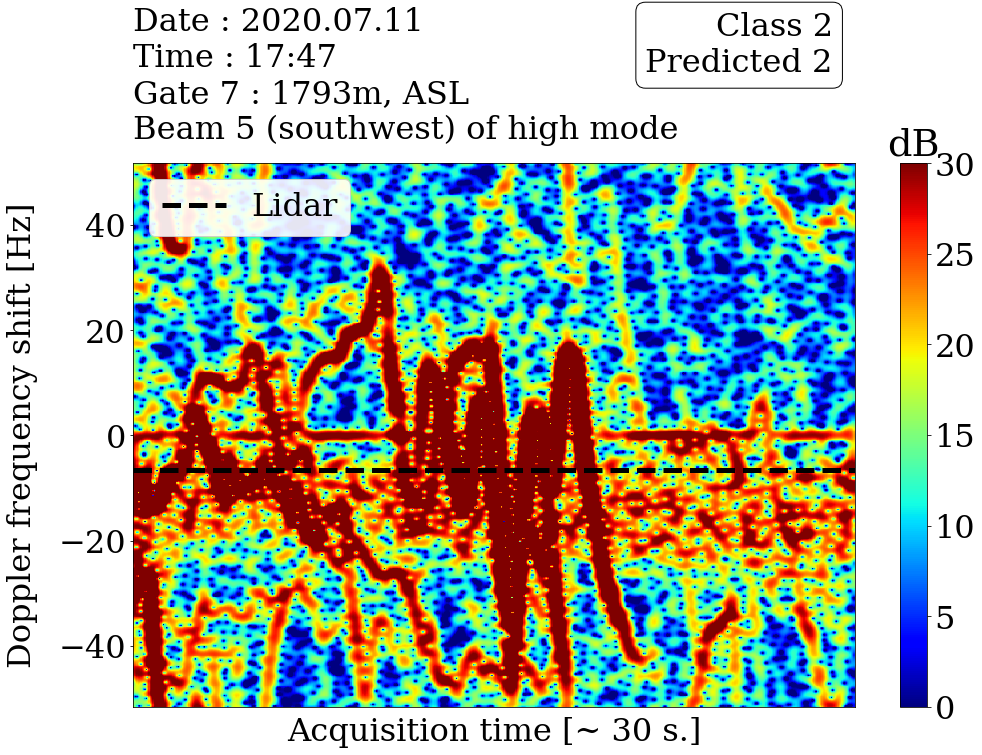 Date : 2020.07.11
Time : 17:47
Gate 7 : 1793m, ASL
Beam 5 (southwest) of high mode
Class 2
Predicted 2
dB
Lidar
Doppler frequency shift [Hz]
40
20
0
−20
−40
30
25
20
15
10
5
0
Acquisition time [~ 30 s.]